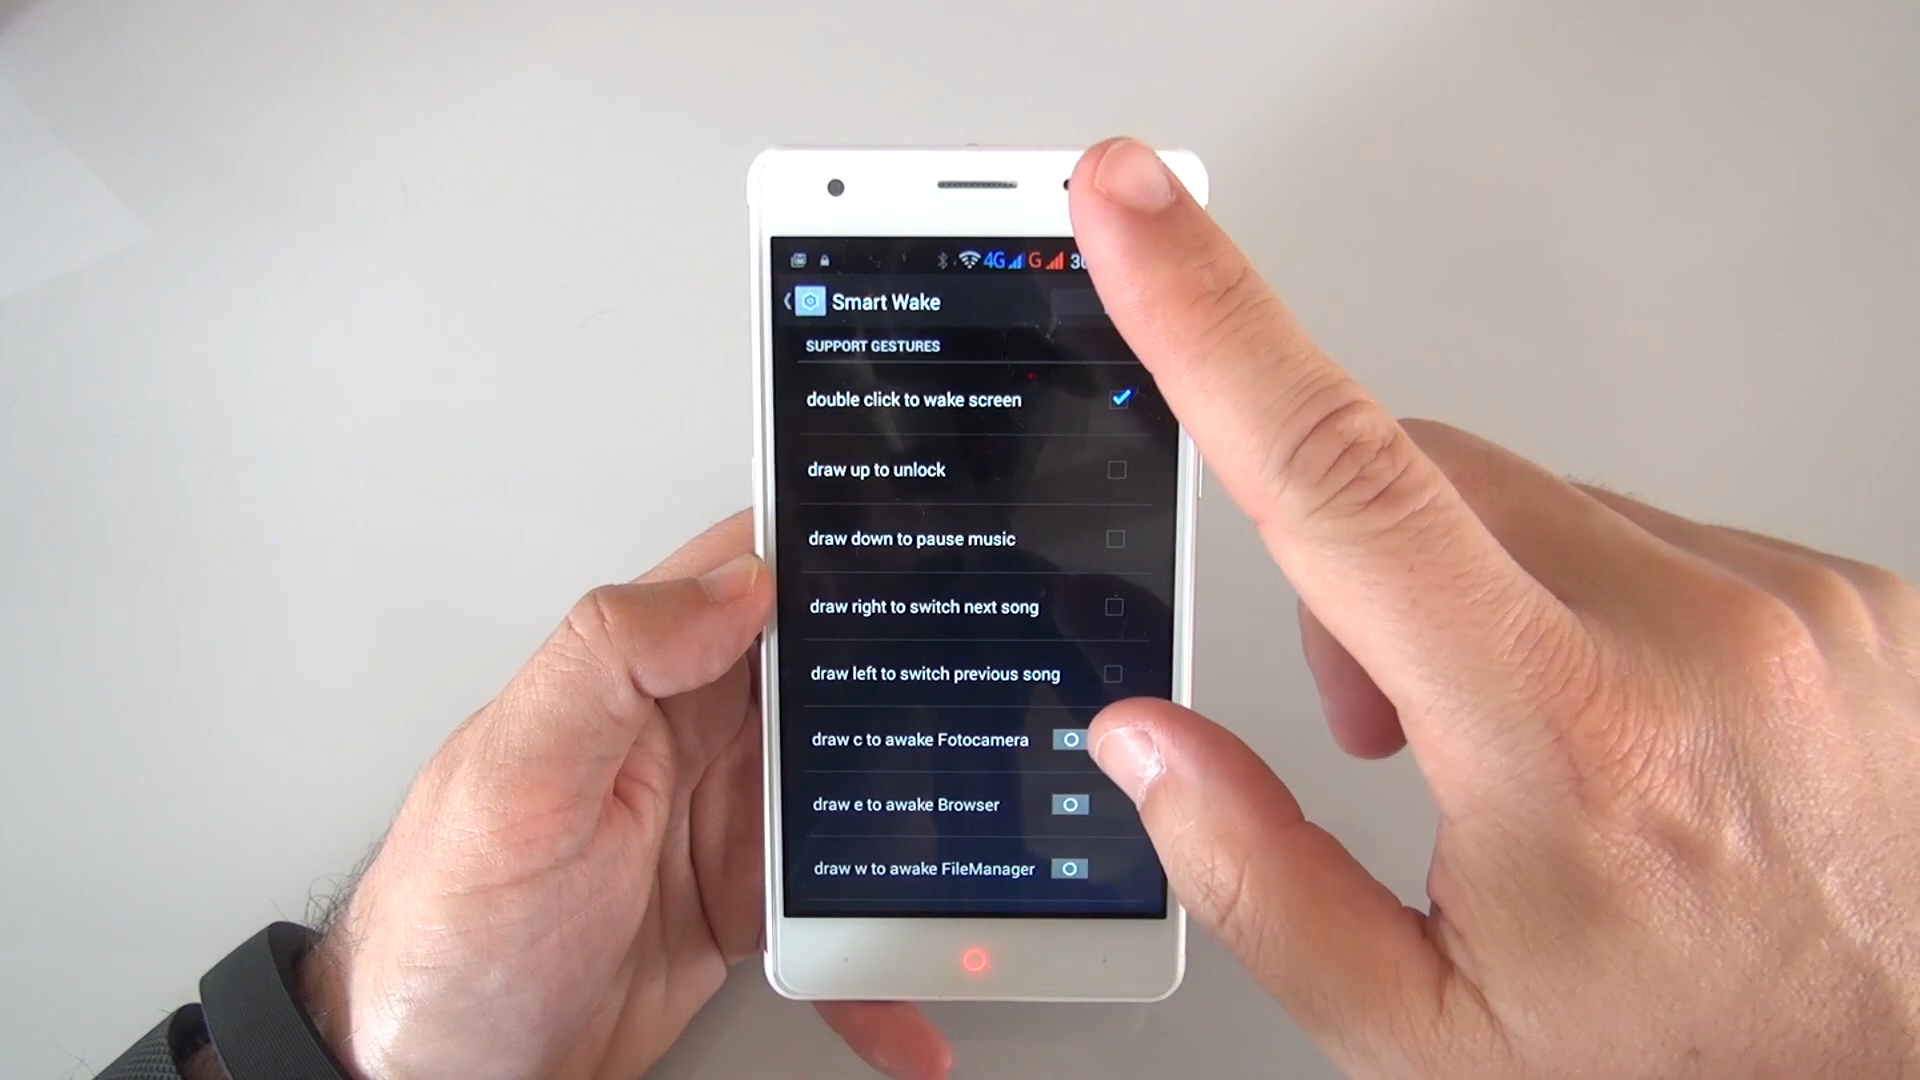 4G G
Smart Wake
SUPPORT GESTURES
double click to wake screen
draw up to unlock
draw down to pause music
draw right to switch next song
draw left to switch previous song
draw c to awake Fotocamera
draw e to awake Browser
draw w to awake FileManager